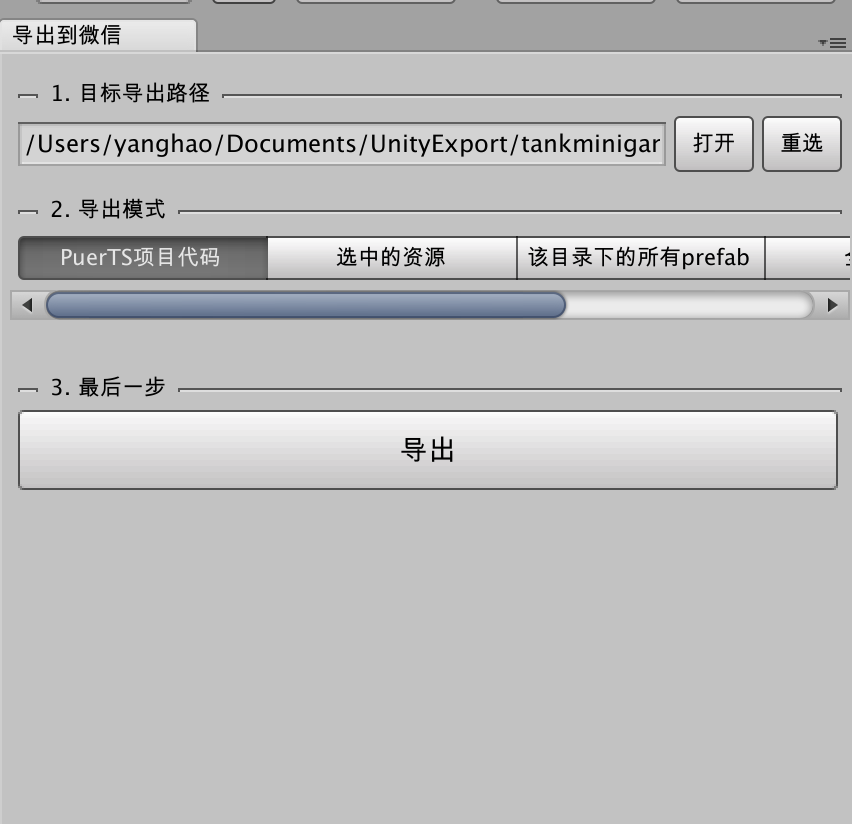 导出到微信
1. 目标导出路径
/Users/yanghao/Documents/UnityExport/tankminigar 打开 重选
2. 导出模式
PuerTS项目代码 选中的资源 该目录下的所有prefab
3. 最后一步
导出